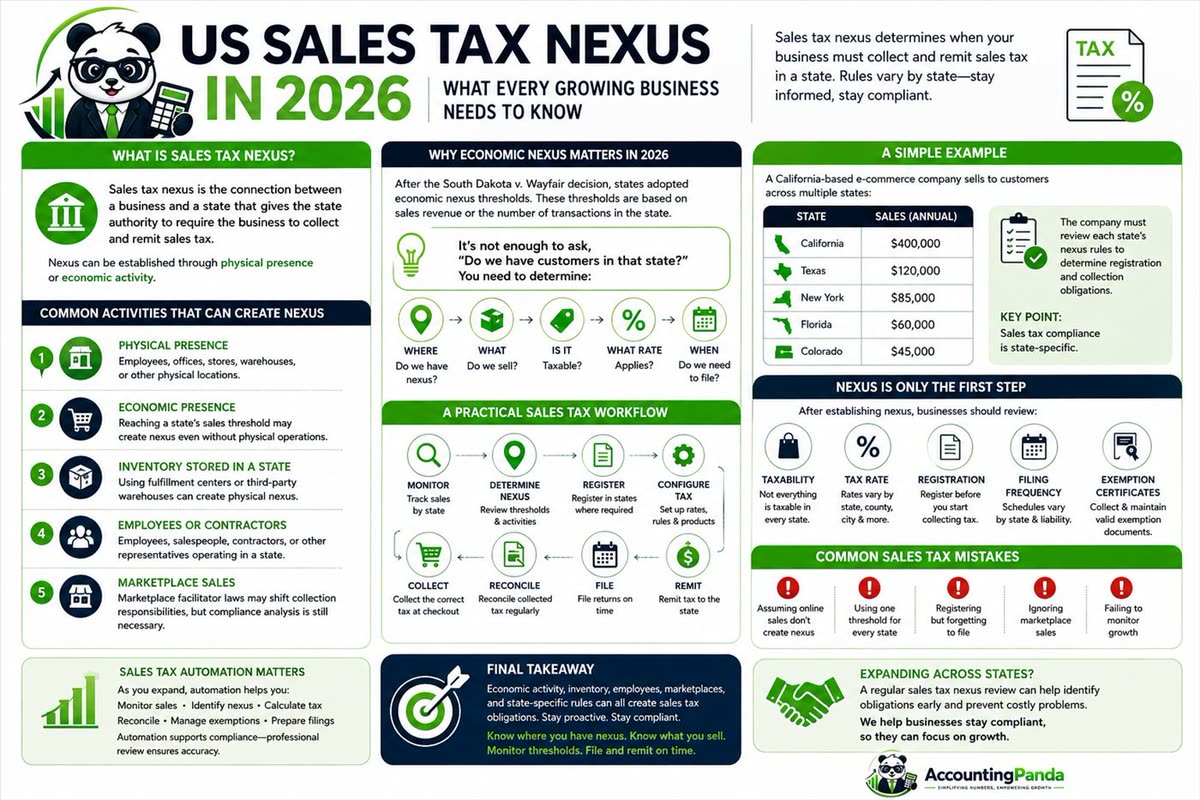 US SALES TAX NEXUS
IN 2026
WHAT EVERY GROWING BUSINESS
NEEDS TO KNOW
Sales tax nexus determines when your
business must collect and remit sales tax
in a state. Rules vary by state—stay
informed, stay compliant.
TAX
%
WHAT IS SALES TAX NEXUS?
Sales tax nexus is the connection between
a business and a state that gives the state
authority to require the business to collect
and remit sales tax.
Nexus can be established through physical presence
or economic activity.
COMMON ACTIVITIES THAT CAN CREATE NEXUS
1
PHYSICAL PRESENCE
Employees, offices, stores, warehouses,
or other physical locations.
2
ECONOMIC PRESENCE
Reaching a state's sales threshold may
create nexus even without physical operations.
3
INVENTORY STORED IN A STATE
Using fulfillment centers or third-party
warehouses can create physical nexus.
4
EMPLOYEES OR CONTRACTORS
Employees, salespeople, contractors, or other
representatives operating in a state.
5
MARKETPLACE SALES
Marketplace facilitator laws may shift collection
responsibilities, but compliance analysis is still
necessary.
SALES TAX AUTOMATION MATTERS
As you expand, automation helps you:
Monitor sales • Identify nexus • Calculate tax
Reconcile • Manage exemptions • Prepare filings
Automation supports compliance—professional
review ensures accuracy.
WHY ECONOMIC NEXUS MATTERS IN 2026
After the South Dakota v. Wayfair decision, states adopted
economic nexus thresholds. These thresholds are based on
sales revenue or the number of transactions in the state.
It's not enough to ask,
"Do we have customers in that state?"
You need to determine:
WHERE
Do we have
nexus?
WHAT
Do we sell?
IS IT
Taxable?
%
WHAT RATE
Applies?
WHEN
Do we need
to file?
A PRACTICAL SALES TAX WORKFLOW
MONITOR
Track sales
by state
DETERMINE
NEXUS
Review thresholds
& activities
REGISTER
Register in states
where required
CONFIGURE
TAX
Set up rates,
rules & products
COLLECT
Collect the correct
tax at checkout
RECONCILE
Reconcile collected
tax regularly
FILE
File returns on
time
$
REMIT
Remit tax to the
state
FINAL TAKEAWAY
Economic activity, inventory, employees, marketplaces,
and state-specific rules can all create sales tax
obligations. Stay proactive. Stay compliant.
Know where you have nexus. Know what you sell.
Monitor thresholds. File and remit on time.
A SIMPLE EXAMPLE
A California-based e-commerce company sells to customers
across multiple states:
STATE SALES (ANNUAL)
California $400,000
Texas $120,000
New York $85,000
Florida $60,000
Colorado $45,000
The company must
review each state's
nexus rules to
determine registration
and collection
obligations.
KEY POINT:
Sales tax compliance
is state-specific.
NEXUS IS ONLY THE FIRST STEP
After establishing nexus, businesses should review:
TAXABILITY
Not everything
is taxable in
every state.
%
TAX RATE
Rates vary by
state, county,
city & more.
REGISTRATION
Register before
you start
collecting tax.
FILING
FREQUENCY
Schedules vary
by state & liability.
EXEMPTION
CERTIFICATES
Collect & maintain
valid exemption
documents.
COMMON SALES TAX MISTAKES
!
Assuming online
sales don't
create nexus
!
Using one
threshold for
every state
!
Registering
but forgetting
to file
!
Ignoring
marketplace
sales
!
Failing to
monitor
growth
EXPANDING ACROSS STATES?
A regular sales tax nexus review can help identify
obligations early and prevent costly problems.
We help businesses stay compliant,
so they can focus on growth.
AccountingPanda
SIMPLIFYING NUMBERS, EMPOWERING GROWTH